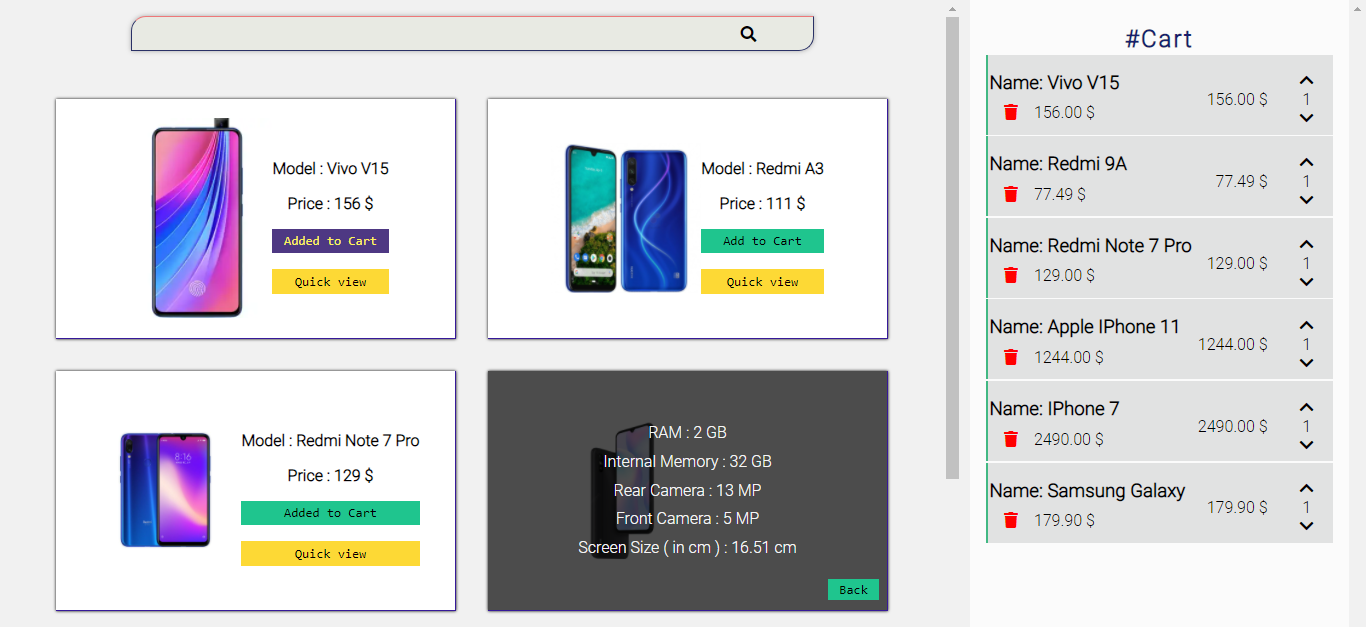 Model : Vivo V15
Price : 156 $
Added to Cart
Quick view
Model : Redmi A3
Price : 111 $
Add to Cart
Quick view
8:16
Model : Redmi Note 7 Pro
Price : 129 $
Added to Cart
Quick view
RAM : 2 GB
Internal Memory : 32 GB
Rear Camera : 13 MP
Front Camera : 5 MP
Screen Size ( in cm ) : 16.51 cm
Back
#Cart
Name: Vivo V15
156.00 $
156.00 $
1
Name: Redmi 9A
77.49 $
77.49 $
1
Name: Redmi Note 7 Pro
129.00 $
129.00 $
1
Name: Apple IPhone 11
1244.00 $
1244.00 $
1
Name: IPhone 7
2490.00 $
2490.00 $
1
Name: Samsung Galaxy
179.90 $
179.90 $
1